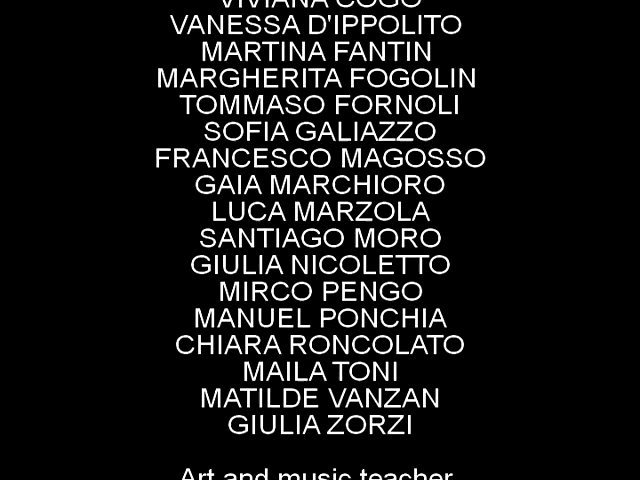 VIVIANA COGO
VANESSA D'IPPOLITO
MARTINA FANTIN
MARGHERITA FOGOLIN
TOMMASO FORNOLI
SOFIA GALIAZZO
FRANCESCO MAGOSSO
GAIA MARCHIORO
LUCA MARZOLA
SANTIAGO MORO
GIULIA NICOLETTO
MIRCO PENGO
MANUEL PONCHIA
CHIARA RONCOLATO
MAILA TONI
MATILDE VANZAN
GIULIA ZORZI
Art and music teacher